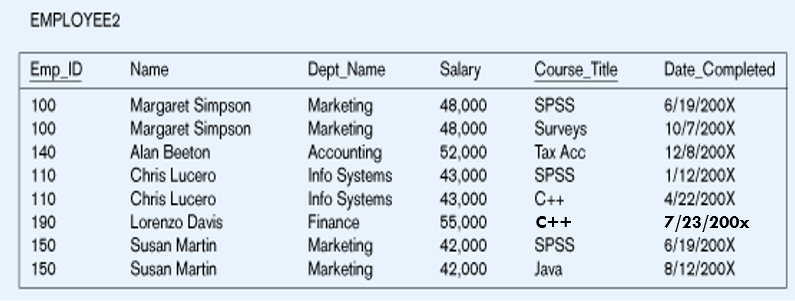 EMPLOYEE2
Emp_ID Name Dept_Name Salary Course_Title Date_Completed
100 Margaret Simpson Marketing 48,000 SPSS 6/19/200X
100 Margaret Simpson Marketing 48,000 Surveys 10/7/200X
140 Alan Beeton Accounting 52,000 Tax Acc 12/8/200X
110 Chris Lucero Info Systems 43,000 SPSS 1/12/200X
110 Chris Lucero Info Systems 43,000 C++ 4/22/200X
190 Lorenzo Davis Finance 55,000 C++ 7/23/200x
150 Susan Martin Marketing 42,000 SPSS 6/19/200X
150 Susan Martin Marketing 42,000 Java 8/12/200X